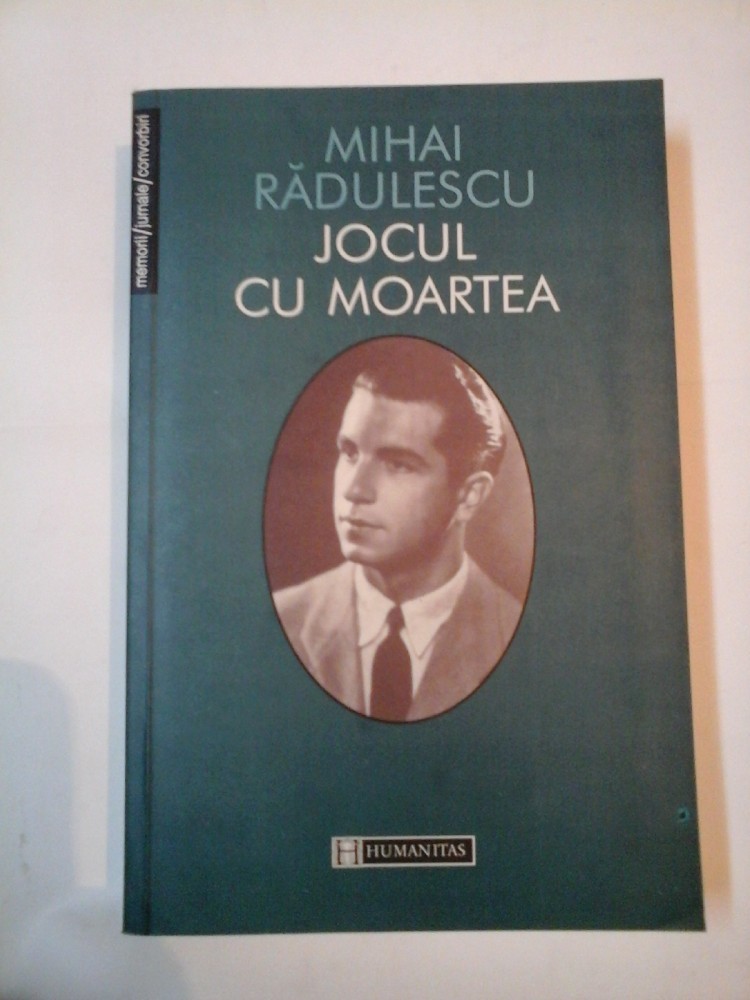 memorii/jurnale/convorbiri
MIHAI
RĂDULESCU
JOCUL
CU MOARTEA
H HUMANITAS